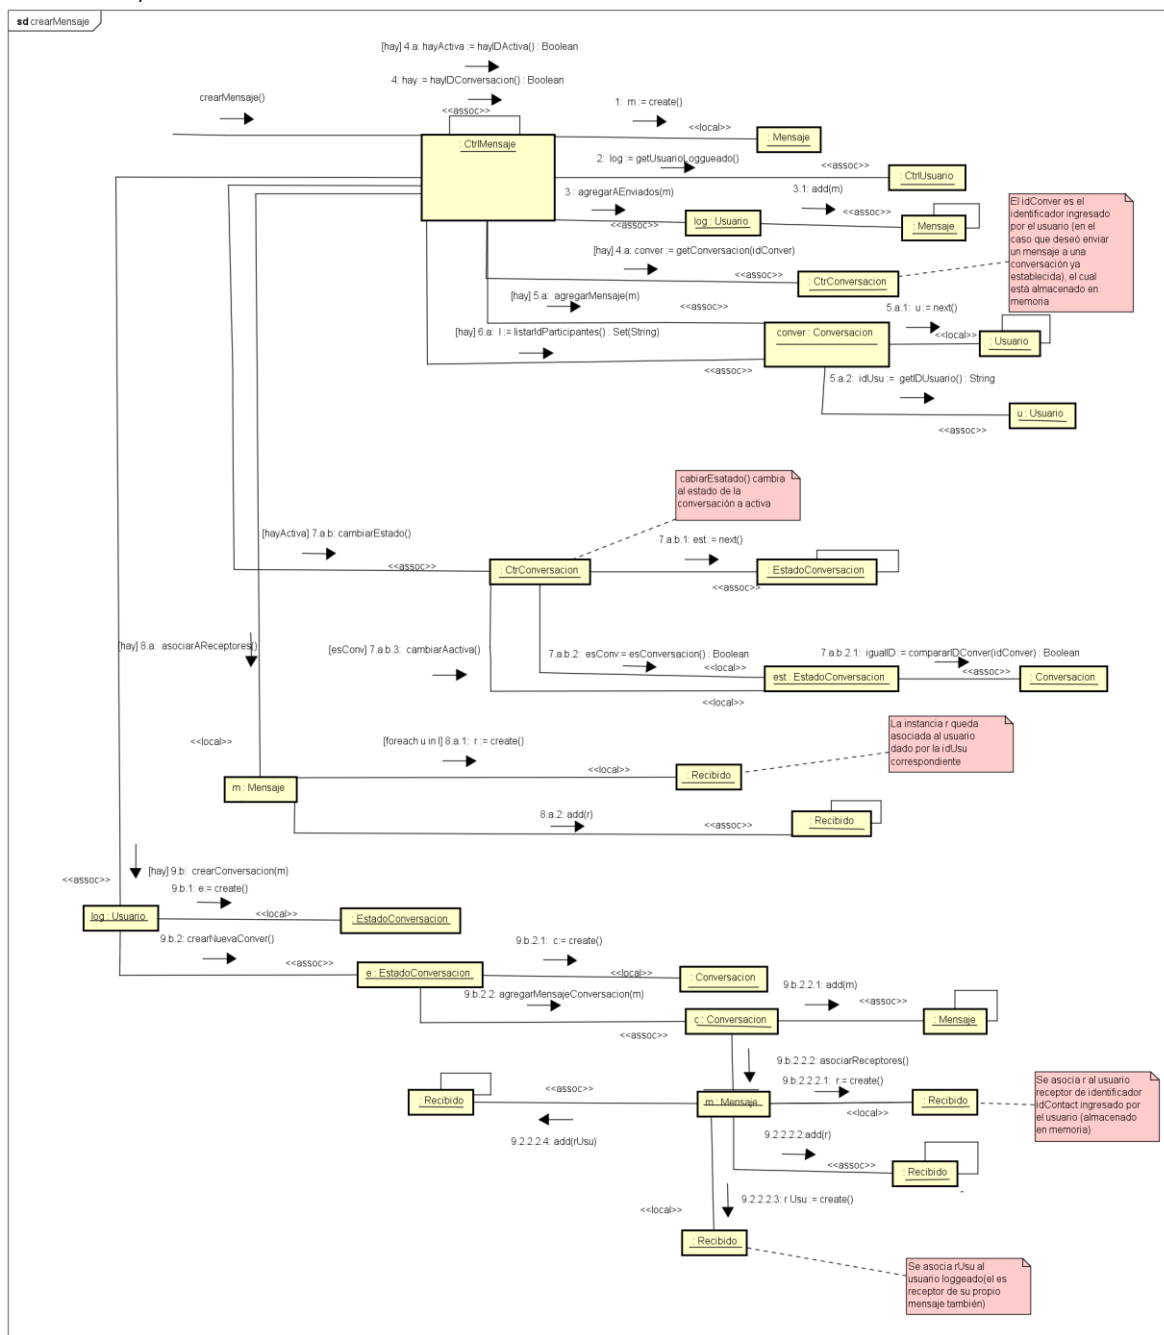 sd crearMensaje
[hay] 4.a: hayActiva := hayIDActiva() : Boolean
4: hay := hayIDConversacion() : Boolean
crearMensaje()
<<assoc>>
1: m := create()
<<local>>
: CtrlMensaje
: Mensaje
2: log := getUsuarioLoggueado()
<<assoc>>
: CtrlUsuario
3 : agregarAEnviados(m)
3.1: add(m)
<<assoc>>
log : Usuario
<<assoc>>
: Mensaje
El idConver es el
identificador ingresado
por el usuario (en el
caso que deseó enviar
un mensaje a una
conversación ya
establecida), el cual
está almacenado en
memoria
[hay] 4.a: conver := getConversacion(idConver)
<<assoc>>
: CtrConversacion
[hay] 5.a: agregarMensaje(m)
<<assoc>>
5.a.1: u := next()
[hay] 6.a: l := listarIdParticipantes() : Set(String)
conver : Conversacion
<<local>>
: Usuario
<<assoc>>
5.a.2: idUsu := getIDUsuario() : String
u : Usuario
<<assoc>>
cabiarEsatado() cambia
al estado de la
conversación a activa
[hayActiva] 7.a.b: cambiarEstado()
7.a.b.1: est := next()
<<assoc>>
: CtrConversacion
: EstadoConversacion
<<assoc>>
[hay] 8.a: asociarAReceptores()
[esConv] 7.a.b.3: cambiarAactiva()
7.a.b.2: esConv:= esConversacion() : Boolean
7.a.b.2.1: igualID := compararIDConver(idConver) : Boolean
<<local>>
<<assoc>>
est : EstadoConversacion
: Conversacion
<<local>>
La instancia r queda
asociada al usuario
dado por la idUsu
correspondiente
<<local>>
[foreach u in l] 8.a.1: r := create()
<<local>>
: Recibido
m : Mensaje
8.a.2: add(r)
<<assoc>>
: Recibido
[hay] 9.b: crearConversacion(m)
<<assoc>>
9.b.1: e:= create()
log : Usuario
<<local>>
: EstadoConversacion
9.b.2: crearNuevaConver()
<<assoc>>
e : EstadoConversacion
9.b.2.1: c:= create()
<<local>>
: Conversacion
9.b.2.2: agregarMensajeConversacion(m)
9.b.2.2.1: add(m)
<<assoc>>
c : Conversacion
: Mensaje
<<assoc>>
9.b.2.2.2: asociarReceptores()
9.b.2.2.2.1: r:= create()
: Recibido
<<assoc>>
m : Mensaje
<<local>>
: Recibido
Se asocia r al usuario
receptor de identificador
idContact ingresado por
el usuario (almacenado
en memoria)
9.2.2.2.4: add(rUsu)
9.2.2.2.2:add(r)
<<assoc>>
: Recibido
9.2.2.2.3: r Usu := create()
<<local>>
: Recibido
Se asocia rUsu al
usuario loggeado(el es
receptor de su propio
mensaje también)